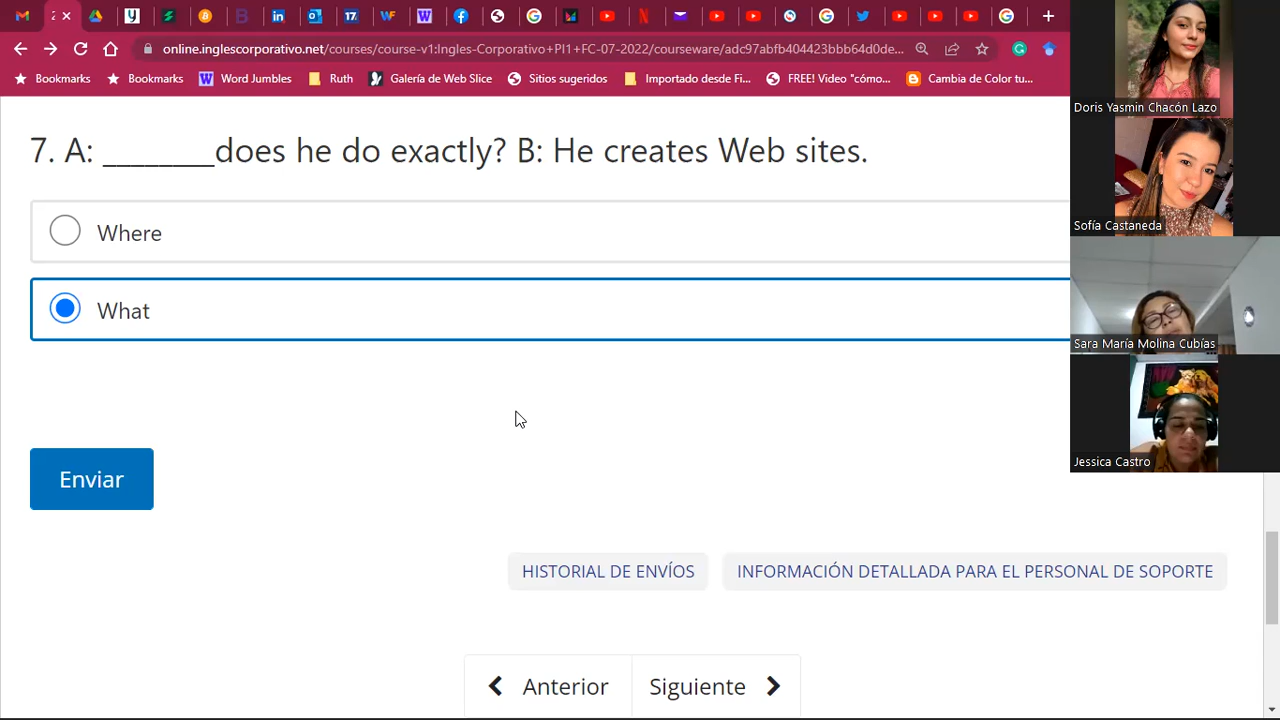 2
17.
online.inglescorporativo.net/courses/course-v1:Ingles-Corporativo+PI1+FC-07-2022/courseware/adc97abfb404423bbb64d0de...
Bookmarks Bookmarks Word Jumbles Ruth Galería de Web Slice Sitios sugeridos Importado desde Fi... FREE! Video "cómo... Cambia de Color tu...
7. A: ________does he do exactly? B: He creates Web sites.
Where
What
Enviar
HISTORIAL DE ENVÍOS INFORMACIÓN DETALLADA PARA EL PERSONAL DE SOPORTE
Anterior Siguiente
Doris Yasmin Chacón Lazo
Sofía Castaneda
Sara María Molina Cubías
Jessica Castro